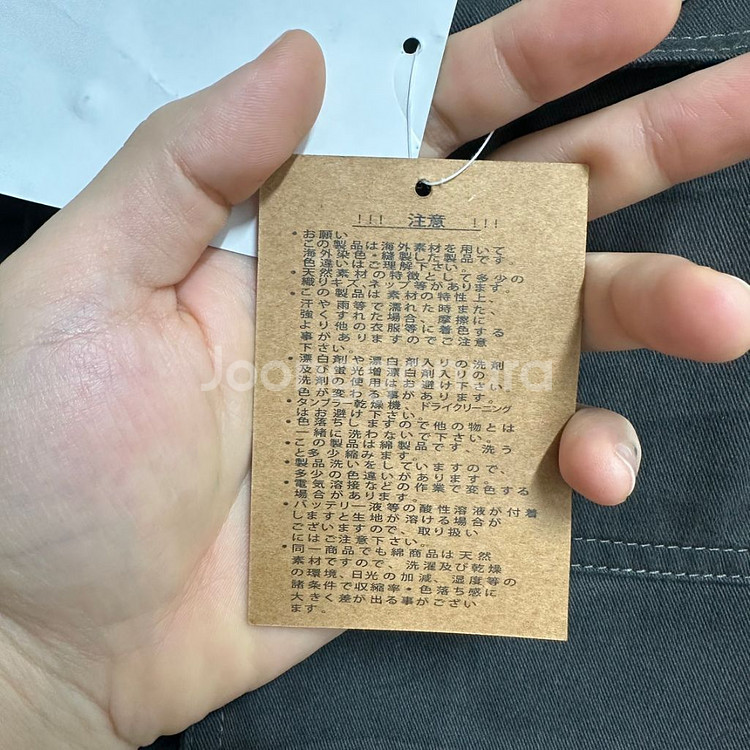 !!! 注意 !!!
・お願い
この製品は海外素材を用いて
海外染色・縫製した製品です。
色違いはご理解下さい。
・天然素材の特徴として多少の
織りキズ、ネップ等があります。
・この製品は素材の特性上、
汗や雨等で濡れた時また、
強くすれた場合、摩擦に
より他の衣服等に着色する
事がありますのでご注意
下さい。
・漂白剤や漂白剤入りの洗剤
及び蛍光増白剤入りの
洗剤の使用はお避け下さい。
色が変わる事があります。
・タンブラー乾燥機、ドライクリーニング
はお避け下さい。
・色落ちしますので他の物とは
一緒に洗わないで下さい。
・この製品は綿製品です、洗う
と多少縮みます。
・製品洗いをしていますので、
多少の色違いがあります。
・電気溶接などの作業で変色する
場合があります。
・バッテリー液等の酸性溶液が付着
しますと生地が溶ける場合が
ございますので、取り扱い
にはご注意下さい。
・同一商品でも綿商品は天然
素材ですので、洗濯及び乾燥
の環境、日光の加減、湿度等の
諸条件で収縮率・色落ち感に
大きく差が出る事がござい
ます。